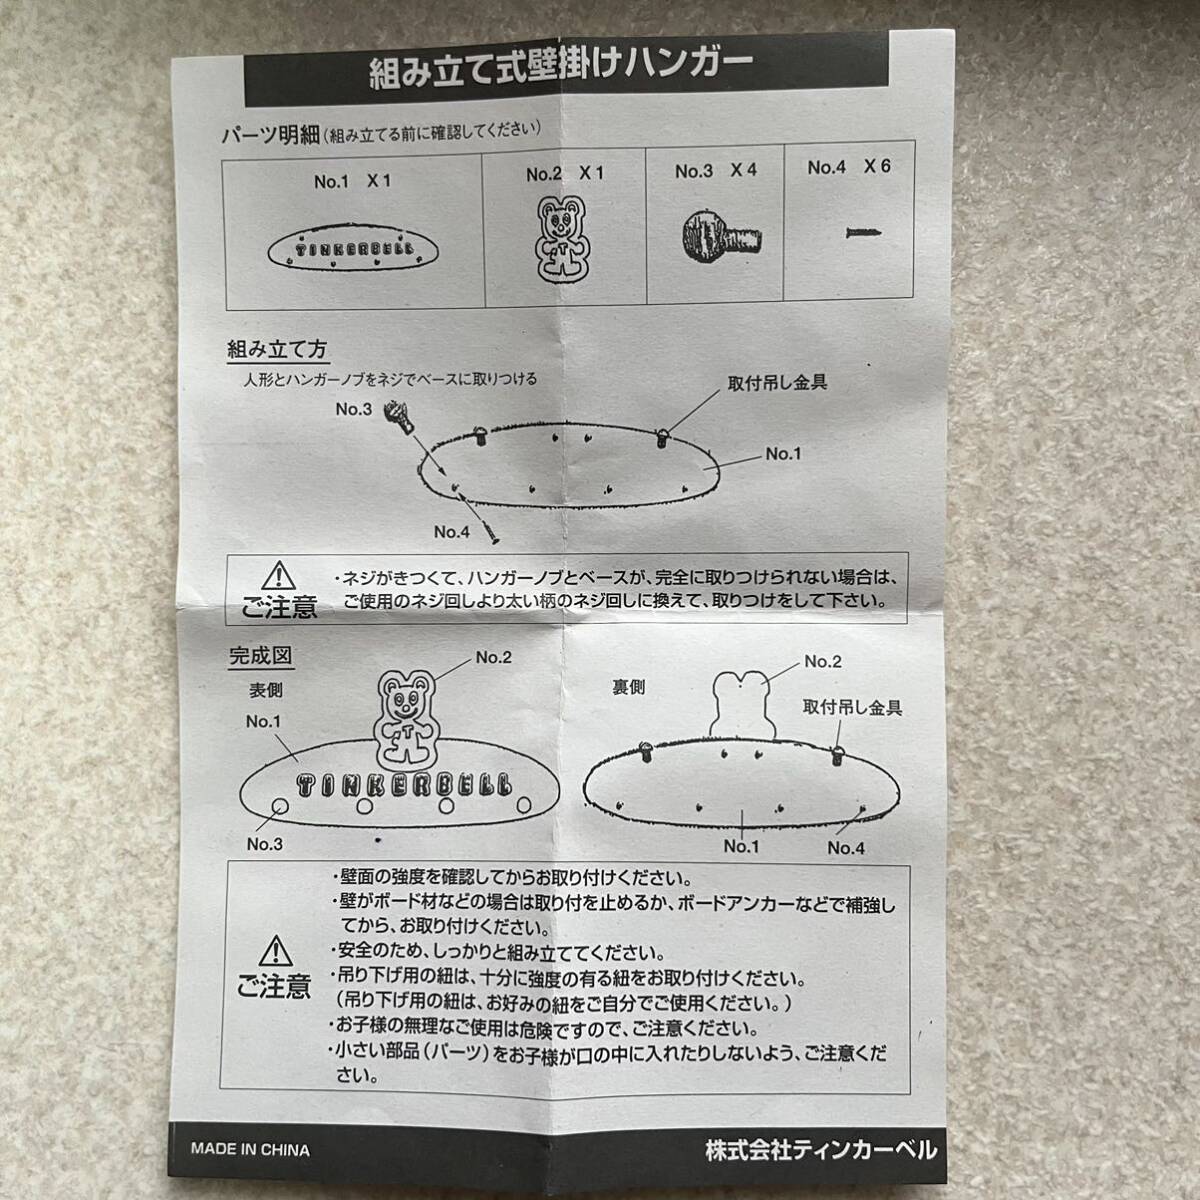 組み立て式壁掛けハンガー
パーツ明細(組み立てる前に確認してください)
No.1 X1
No.2 X1
No.3 X4
No.4 X6
TINKERBELL
T
組み立て方
人形とハンガーノブをネジでベースに取りつける
取付吊し金具
No.3
No.1
No.4
ご注意
・ネジがきつくて、ハンガーノブとベースが、完全に取りつけられない場合は、
ご使用のネジ回しより太い柄のネジ回しに換えて、取りつけをして下さい。
完成図
表側
No.2
No.1
T
TINKERBELL
No.3
裏側
No.2
取付吊し金具
No.1
No.4
ご注意
・壁面の強度を確認してからお取り付けください。
・壁がボード材などの場合は取り付を止めるか、ボードアンカーなどで補強し
てから、お取り付けください。
・安全のため、しっかりと組み立ててください。
・吊り下げ用の紐は、十分に強度の有る紐をお取り付けください。
(吊り下げ用の紐は、お好みの紐をご自分でご使用ください。)
・お子様の無理なご使用は危険ですので、ご注意ください。
・小さい部品(パーツ)をお子様が口の中に入れたりしないよう、ご注意くだ
さい。
MADE IN CHINA
株式会社ティンカーベル